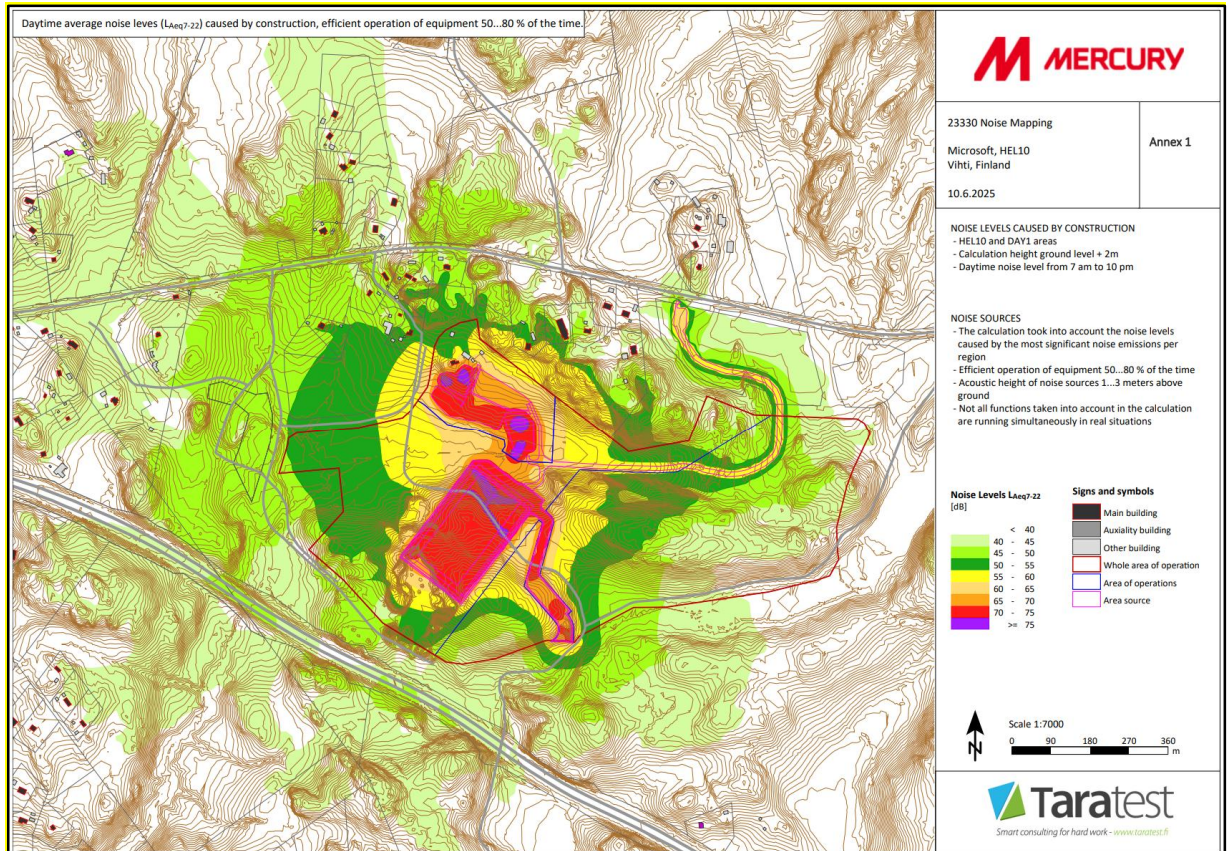 Daytime average noise leves (LAeq7-22) caused by construction, efficient operation of equipment 50...80 % of the time.
MERCURY
23330 Noise Mapping
Microsoft, HEL10
Vihti, Finland
10.6.2025
Annex 1
NOISE LEVELS CAUSED BY CONSTRUCTION
- HEL10 and DAY1 areas
- Calculation height ground level + 2m
- Daytime noise level from 7 am to 10 pm
NOISE SOURCES
- The calculation took into account the noise levels
caused by the most significant noise emissions per
region
- Efficient operation of equipment 50...80 % of the time
- Acoustic height of noise sources 1...3 meters above
ground
- Not all functions taken into account in the calculation
are running simultaneously in real situations
Noise Levels LAeq7-22
[dB]
< 40
40 - 45
45 - 50
50 - 55
55 - 60
60 - 65
65 - 70
70 - 75
>= 75
Signs and symbols
Main building
Auxiality building
Other building
Whole area of operation
Area of operations
Area source
N
Scale 1:7000
0 90 180 270 360
m
Taratest
Smart consulting for hard work - www.taratest.fi